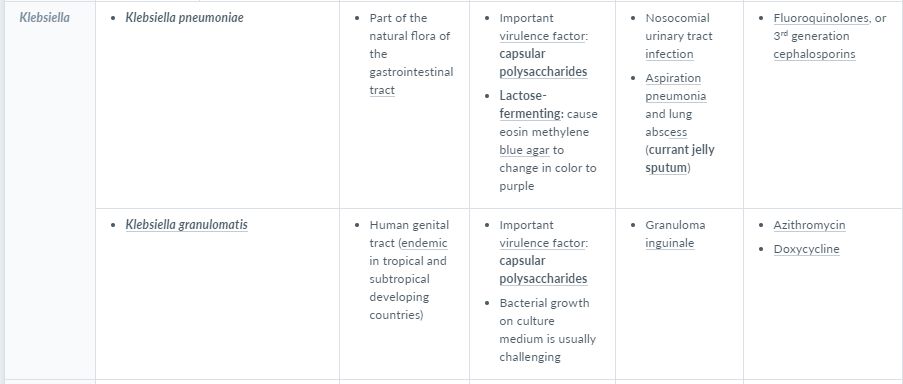 Klebsiella
Klebsiella pneumoniae
Part of the
natural flora of
the
gastrointestinal
tract
Important
virulence factor:
capsular
polysaccharides
Lactose-
fermenting: cause
eosin methylene
blue agar to
change in color to
purple
Nosocomial
urinary tract
infection
Aspiration
pneumonia
and lung
abscess
(currant jelly
sputum)
Fluoroquinolones, or
3rd generation
cephalosporins
Klebsiella granulomatis
Human genital
tract (endemic
in tropical and
subtropical
developing
countries)
Important
virulence factor:
capsular
polysaccharides
Bacterial growth
on culture
medium is usually
challenging
Granuloma
inguinale
Azithromycin
Doxycycline